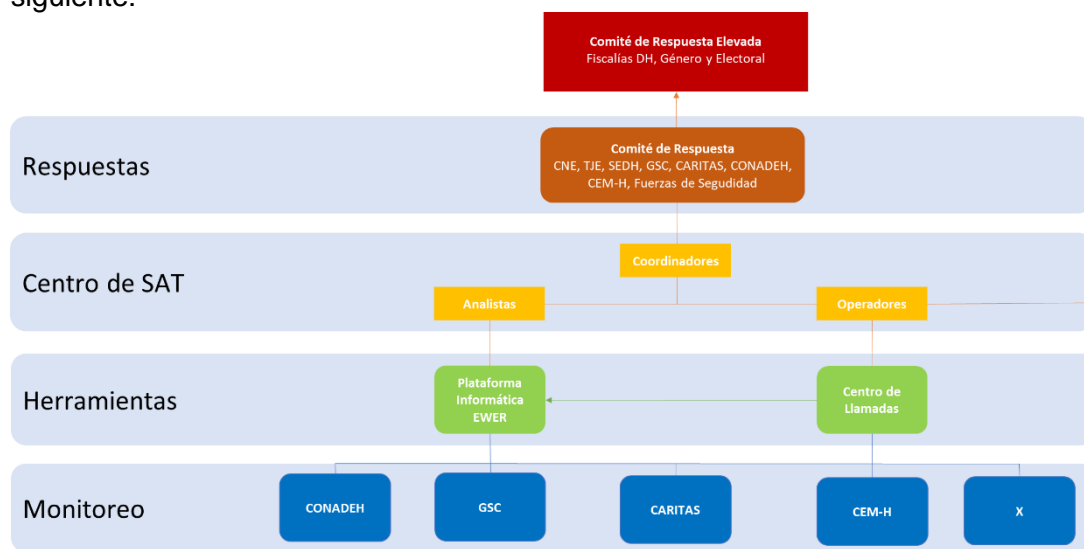 siguiente.
Comité de Respuesta Elevada
Fiscalías DH, Género y Electoral
Respuestas
Comité de Respuesta
CNE, TJE, SEDH, GSC, CARITAS, CONADEH,
CEM-H, Fuerzas de Segudidad
Centro de SAT
Coordinadores
Analistas
Operadores
Herramientas
Plataforma
Informática
EWER
Centro de
Llamadas
Monitoreo
CONADEH
GSC
CARITAS
CEM-H
X